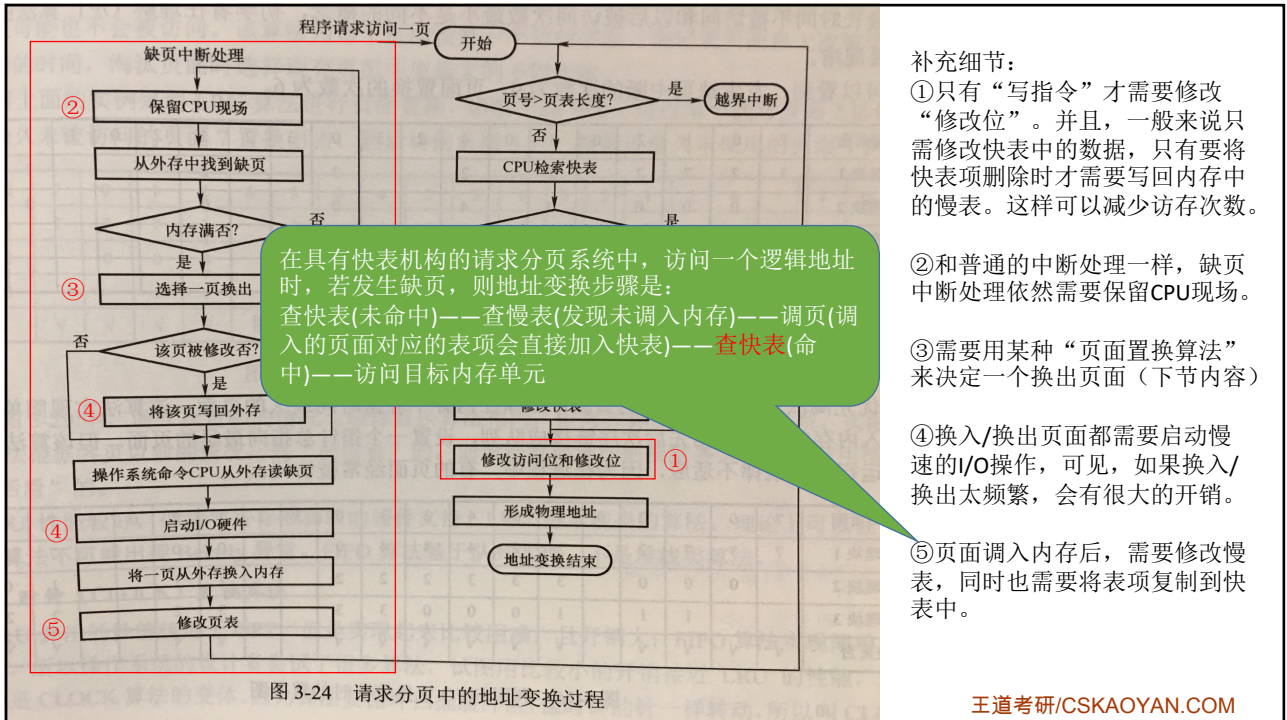 程序请求访问一页
开始
缺页中断处理
②
保留CPU现场
页号>页表长度?
是
越界中断
否
从外存中找到缺页
CPU检索快表
内存满否?
否
是
是
③
选择一页换出
否
该页被修改否?
是
④
将该页写回外存
修改快表
操作系统命令CPU从外存读缺页
修改访问位和修改位
①
④
启动I/O硬件
形成物理地址
将一页从外存换入内存
地址变换结束
⑤
修改页表
图 3-24 请求分页中的地址变换过程
在具有快表机构的请求分页系统中，访问一个逻辑地址
时，若发生缺页，则地址变换步骤是：
查快表(未命中)——查慢表(发现未调入内存)——调页(调
入的页面对应的表项会直接加入快表)——查快表(命
中)——访问目标内存单元
补充细节：
①只有“写指令”才需要修改
“修改位”。并且，一般来说只
需修改快表中的数据，只有要将
快表项删除时才需要写回内存中
的慢表。这样可以减少访存次数。
②和普通的中断处理一样，缺页
中断处理依然需要保留CPU现场。
③需要用某种“页面置换算法”
来决定一个换出页面（下节内容）
④换入/换出页面都需要启动慢
速的I/O操作，可见，如果换入/
换出太频繁，会有很大的开销。
⑤页面调入内存后，需要修改慢
表，同时也需要将表项复制到快
表中。
王道考研/CSKAOYAN.COM